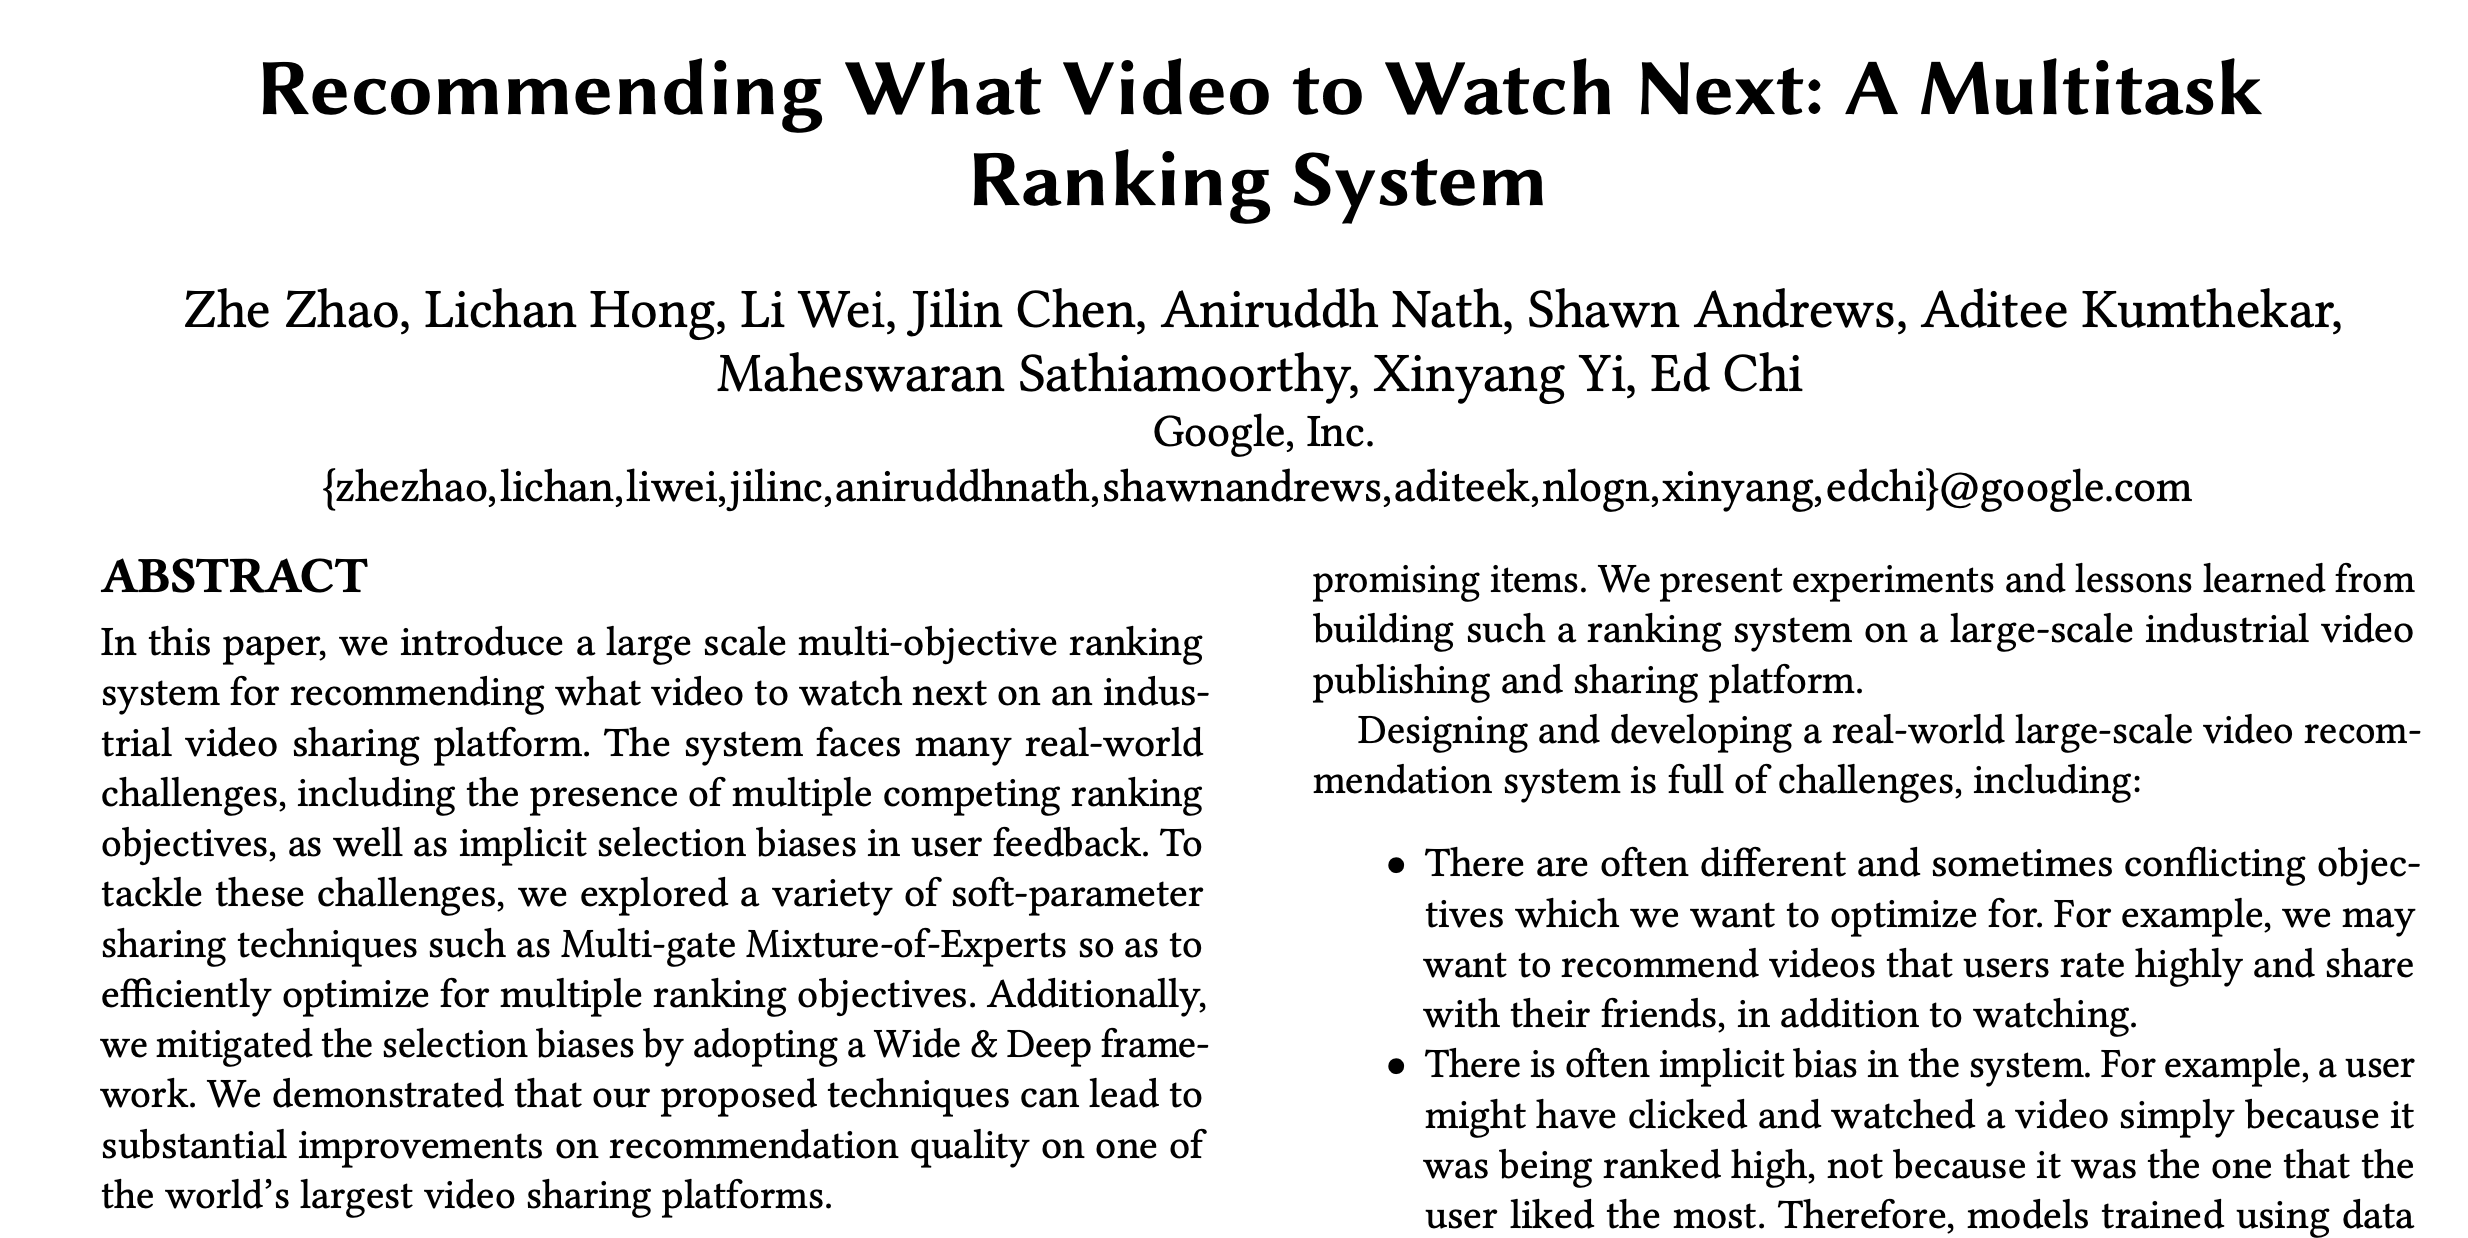 Recommending What Video to Watch Next: A Multitask
Ranking System
Zhe Zhao, Lichan Hong, Li Wei, Jilin Chen, Aniruddh Nath, Shawn Andrews, Aditee Kumthekar,
Maheswaran Sathiamoorthy, Xinyang Yi, Ed Chi
Google, Inc.
{zhezhao,lichan,liwei,jilinc,aniruddhnath,shawnandrews,aditeek,nlogn,xinyang,edchi}@google.com
ABSTRACT
In this paper, we introduce a large scale multi-objective ranking
system for recommending what video to watch next on an indus-
trial video sharing platform. The system faces many real-world
challenges, including the presence of multiple competing ranking
objectives, as well as implicit selection biases in user feedback. To
tackle these challenges, we explored a variety of soft-parameter
sharing techniques such as Multi-gate Mixture-of-Experts so as to
efficiently optimize for multiple ranking objectives. Additionally,
we mitigated the selection biases by adopting a Wide & Deep frame-
work. We demonstrated that our proposed techniques can lead to
substantial improvements on recommendation quality on one of
the world's largest video sharing platforms.
promising items. We present experiments and lessons learned from
building such a ranking system on a large-scale industrial video
publishing and sharing platform.
Designing and developing a real-world large-scale video recom-
mendation system is full of challenges, including:
• There are often different and sometimes conflicting objec-
tives which we want to optimize for. For example, we may
want to recommend videos that users rate highly and share
with their friends, in addition to watching.
• There is often implicit bias in the system. For example, a user
might have clicked and watched a video simply because it
was being ranked high, not because it was the one that the
user liked the most. Therefore, models trained using data